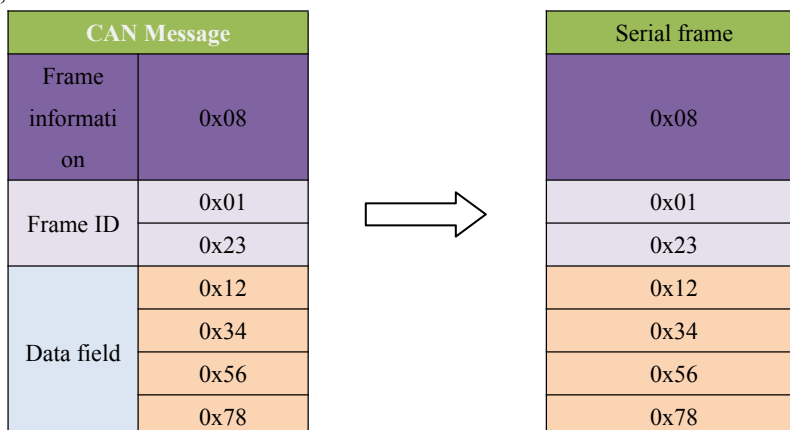 CAN Message
Serial frame
Frame
informati
on
0x08
0x08
Frame ID
0x01
0x01
0x23
0x23
Data field
0x12
0x12
0x34
0x34
0x56
0x56
0x78
0x78